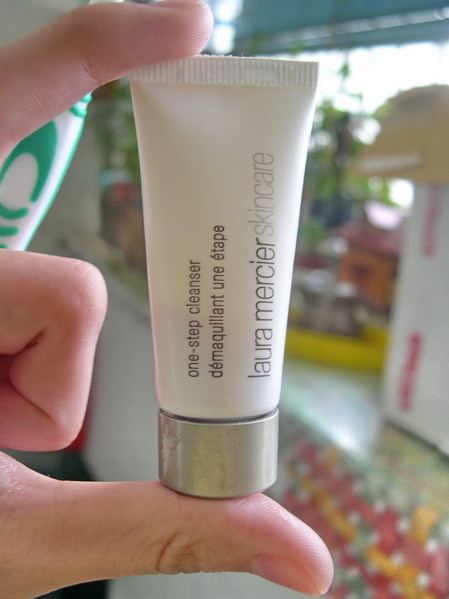 laura mercier skincare
one-step cleanser
démaquillant une étape